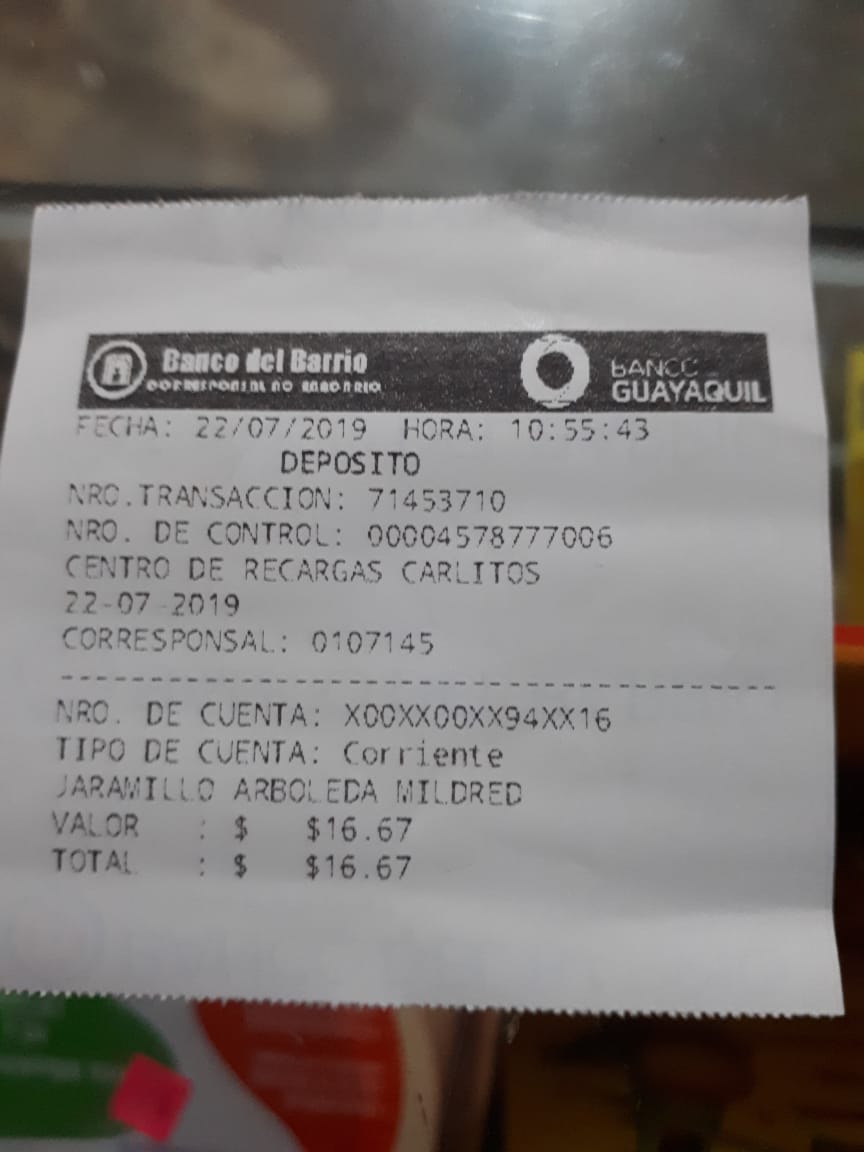 Banco del Barrio
CORRESPONSAL NO BANCARIO
BANCO
GUAYAQUIL
FECHA: 22/07/2019 HORA: 10:55:43
DEPOSITO
NRO.TRANSACCION: 71453710
NRO. DE CONTROL: 00004578777006
CENTRO DE RECARGAS CARLITOS
22-07-2019
CORRESPONSAL: 0107145
NRO. DE CUENTA: X00XX00XX94XX16
TIPO DE CUENTA: Corriente
JARAMILLO ARBOLEDA MILDRED
VALOR : $ $16.67
TOTAL : $ $16.67